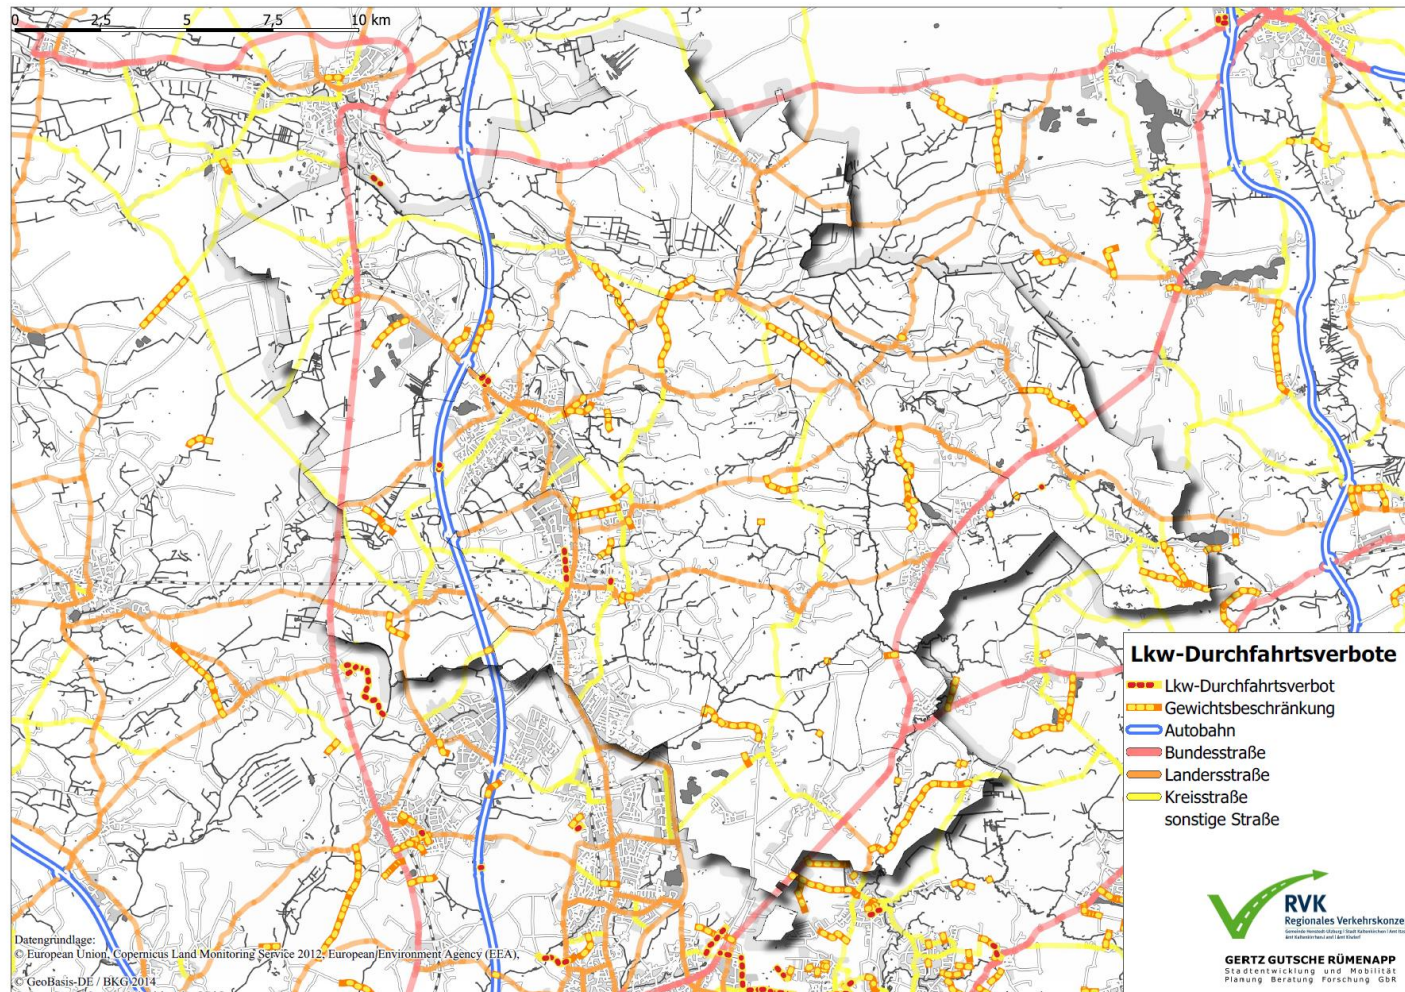 0 2,5 5 7,5 10 km
Lkw-Durchfahrtsverbote
Lkw-Durchfahrtsverbot
Gewichtsbeschränkung
Autobahn
Bundesstraße
Landersstraße
Kreisstraße
sonstige Straße
RVK
Regionales Verkehrskonze
GERTZ GUTSCHE RÜMENAPP
Stadtentwicklung und Mobilität
Planung Beratung Forschung GbR
Datengrundlage:
© European Union, Copernicus Land Monitoring Service 2012, European Environment Agency (EEA),
© GeoBasis-DE / BKG 2014